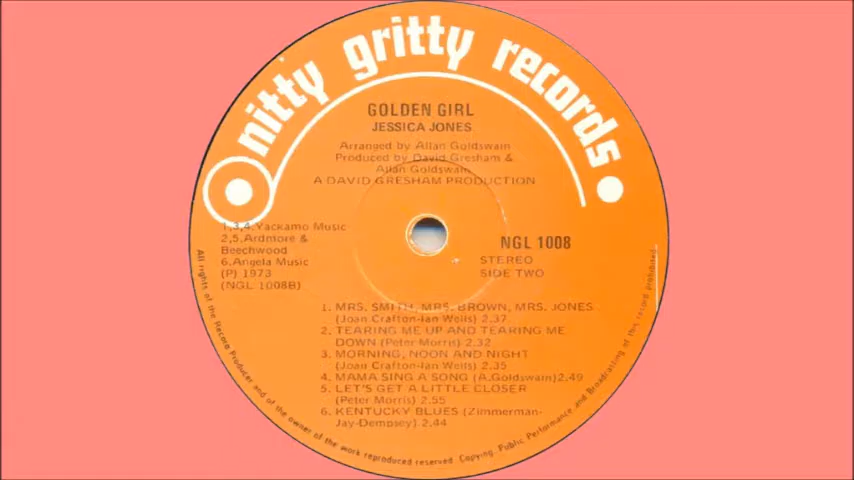 nitty gritty records
GOLDEN GIRL
JESSICA JONES
Arranged by Allan Goldswain
Produced by David Gresham &
Allan Goldswain
A DAVID GRESHAM PRODUCTION
1,3,4,Yackamo Music
2,5, Ardmore &
Beechwood
6,Angela Music
(P) 1973
(NGL 1008B)
NGL 1008
STEREO
SIDE TWO
1. MRS. SMITH, MRS. BROWN, MRS. JONES
(Joan Crafton-Ian Wells) 2.37
2. TEARING ME UP AND TEARING ME
DOWN (Peter Morris) 2.32
3. MORNING, NOON AND NIGHT
(Joan Crafton-Ian Wells) 2.35
4. MAMA SING A SONG (A.Goldswain)2.49
5. LET'S GET A LITTLE CLOSER
(Peter Morris) 2.55
6. KENTUCKY BLUES (Zimmerman-
Jay-Dempsey) 2.44
All rights of the Record Producer and of the owner of the work reproduced reserved. Copying, Public Performance and Broadcasting of this record prohibited.